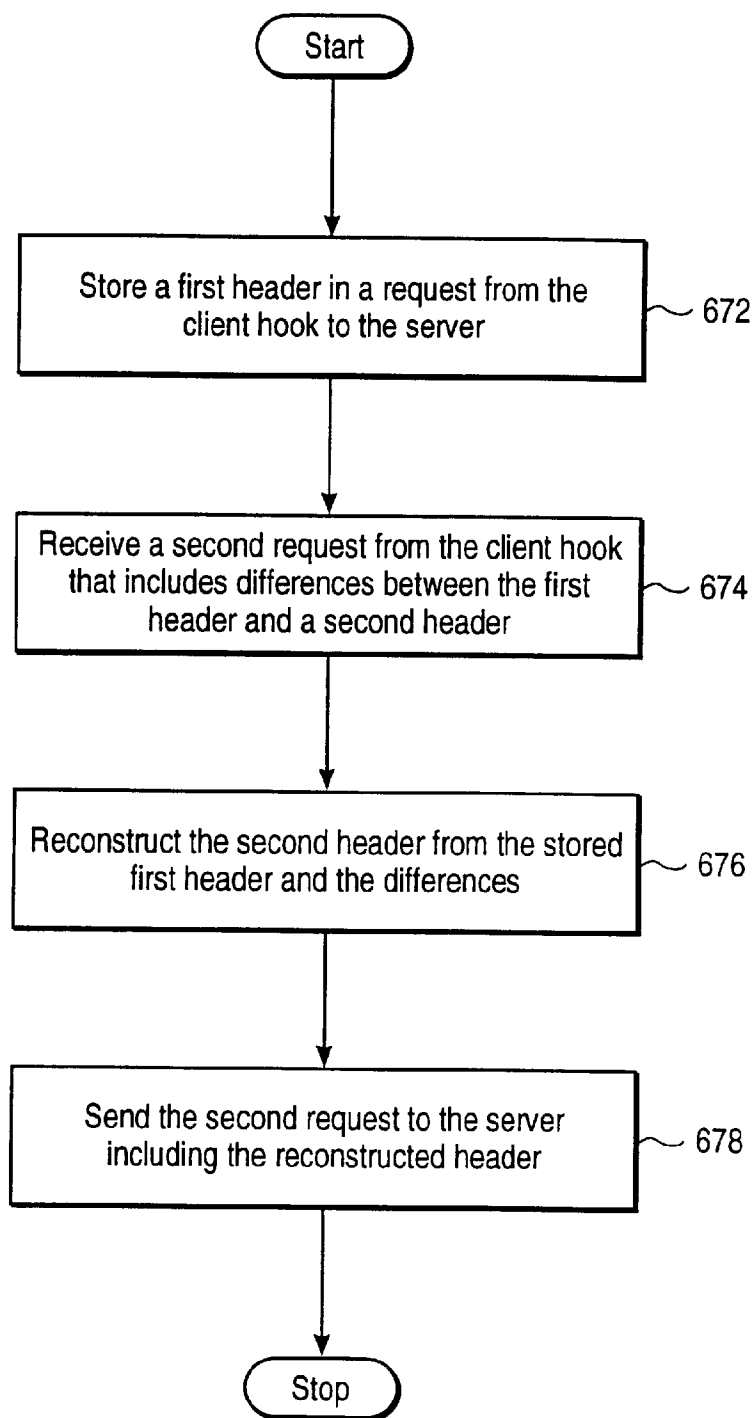 Start
Store a first header in a request from the
client hook to the server
672
Receive a second request from the client hook
that includes differences between the first
header and a second header
674
Reconstruct the second header from the stored
first header and the differences
676
Send the second request to the server
including the reconstructed header
678
Stop